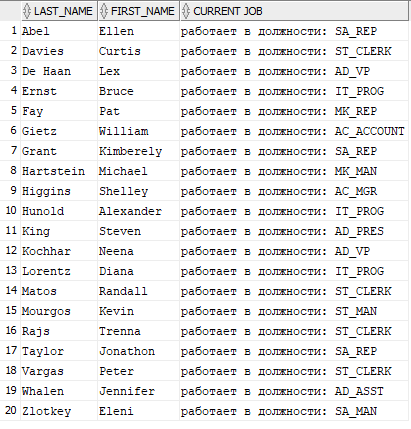 LAST_NAME FIRST_NAME CURRENT JOB
1 Abel Ellen работает в должности: SA_REP
2 Davies Curtis работает в должности: ST_CLERK
3 De Haan Lex работает в должности: AD_VP
4 Ernst Bruce работает в должности: IT_PROG
5 Fay Pat работает в должности: MK_REP
6 Gietz William работает в должности: AC_ACCOUNT
7 Grant Kimberely работает в должности: SA_REP
8 Hartstein Michael работает в должности: MK_MAN
9 Higgins Shelley работает в должности: AC_MGR
10 Hunold Alexander работает в должности: IT_PROG
11 King Steven работает в должности: AD_PRES
12 Kochhar Neena работает в должности: AD_VP
13 Lorentz Diana работает в должности: IT_PROG
14 Matos Randall работает в должности: ST_CLERK
15 Mourgos Kevin работает в должности: ST_MAN
16 Rajs Trenna работает в должности: ST_CLERK
17 Taylor Jonathon работает в должности: SA_REP
18 Vargas Peter работает в должности: ST_CLERK
19 Whalen Jennifer работает в должности: AD_ASST
20 Zlotkey Eleni работает в должности: SA_MAN